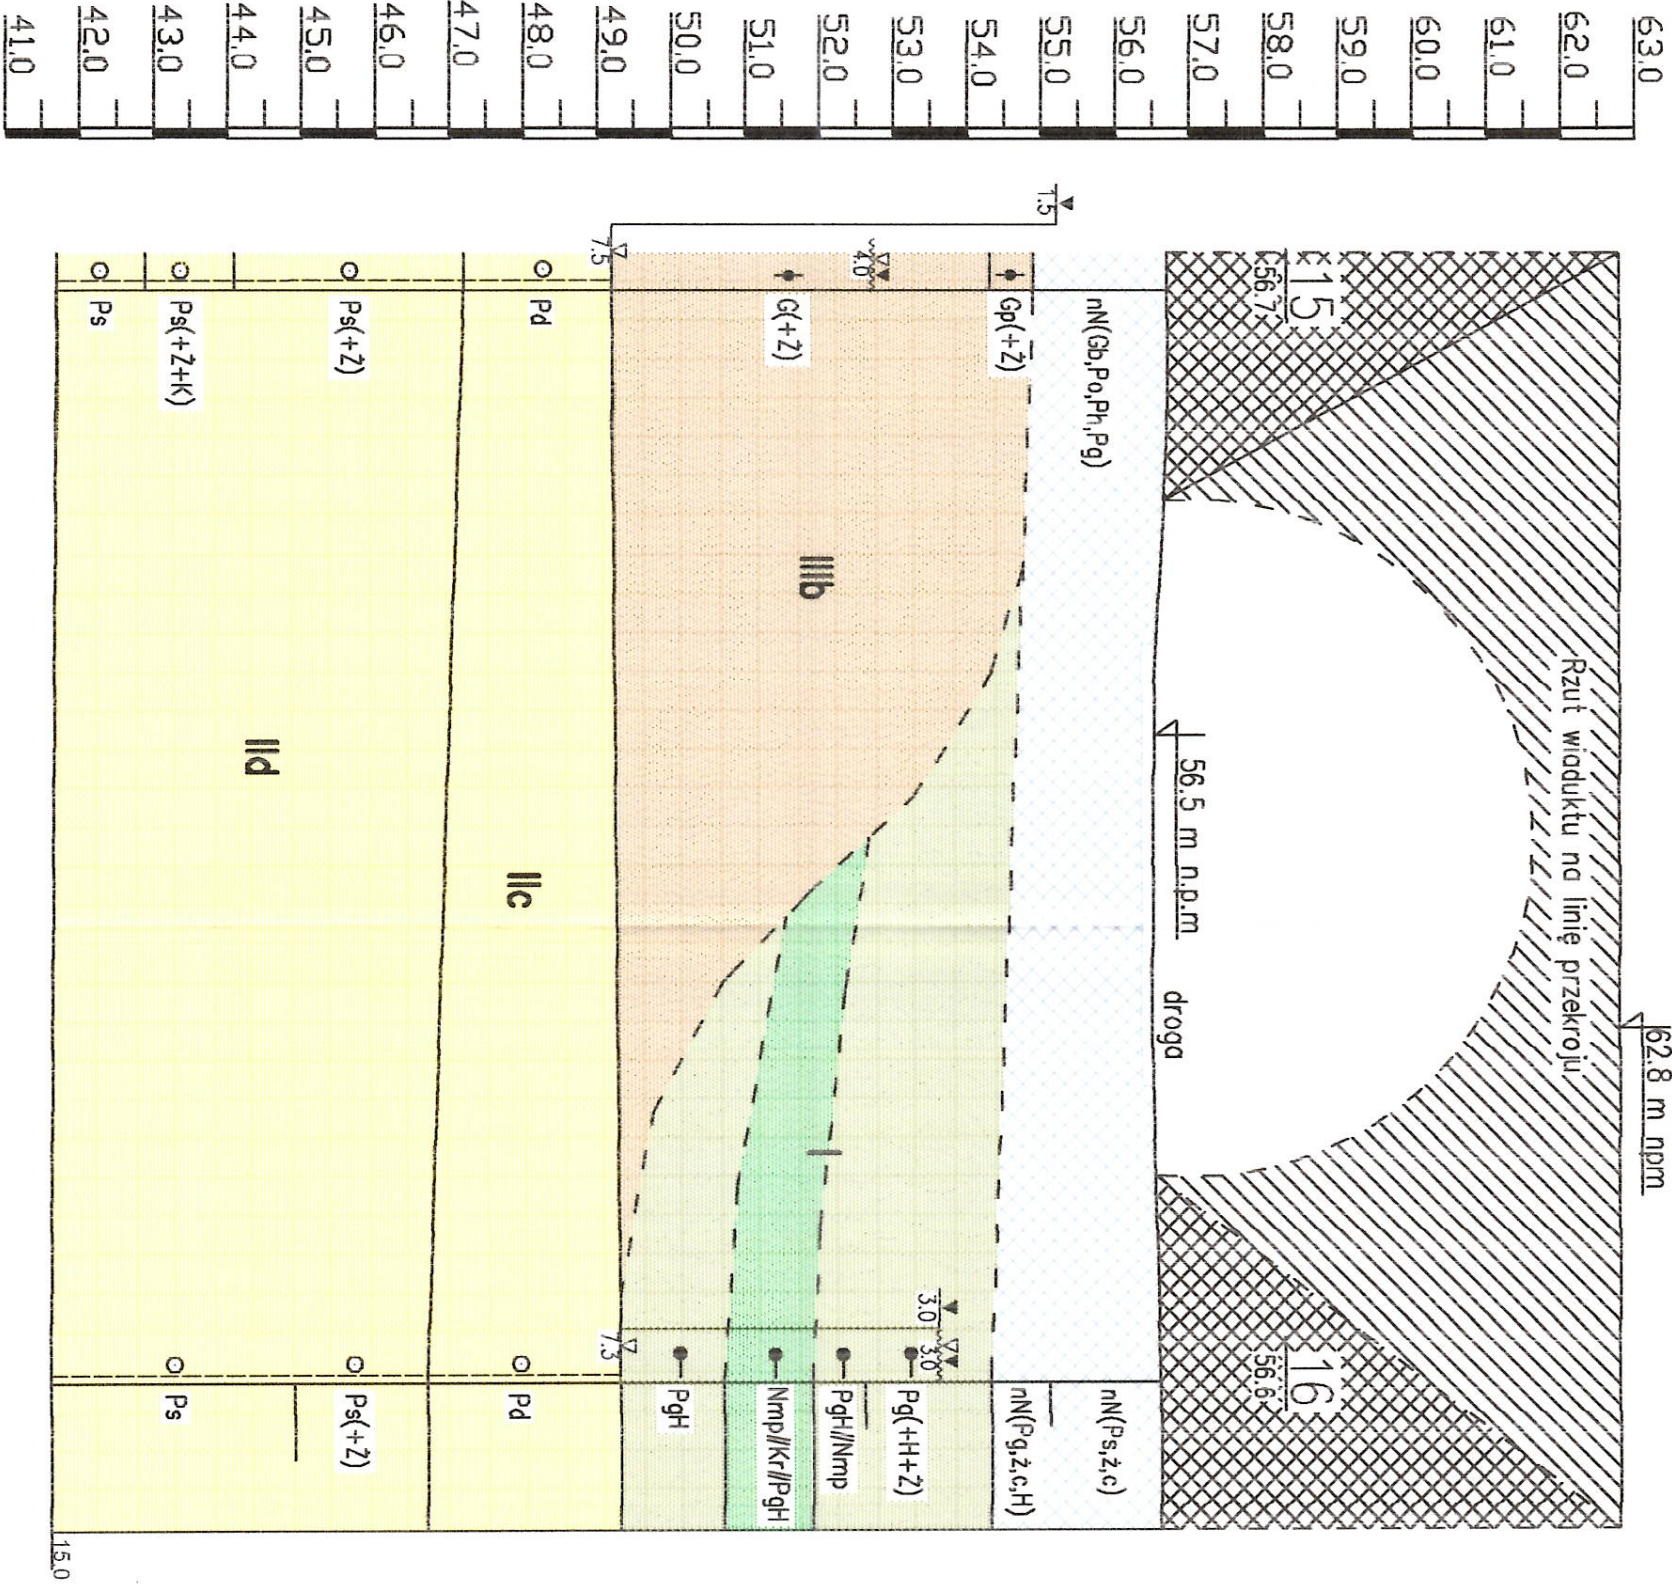 63.0
62.0
61.0
60.0
59.0
58.0
57.0
56.0
55.0
54.0
53.0
52.0
51.0
50.0
49.0
48.0
47.0
46.0
45.0
44.0
43.0
42.0
41.0
62.8 m npm
Rzut wiaduktu na linię przekroju
15
56.7
16
56.6
56.5 m n.p.m
droga
1.5
nN(Gb,Po,Ph,Pg)
Gp(+Ż)
4.0
G(+Ż)
7.5
Pd
Ps(+Ż)
Ps(+Ż+K)
Ps
IIIb
I
IIc
IId
nN(Ps,ż,c)
nN(Pg,ż,c,H)
3.0
3.0
Pg(+H+Ż)
PgH//Nmp
Nmp//Kr//PgH
PgH
7.3
Pd
Ps(+Ż)
Ps
15.0